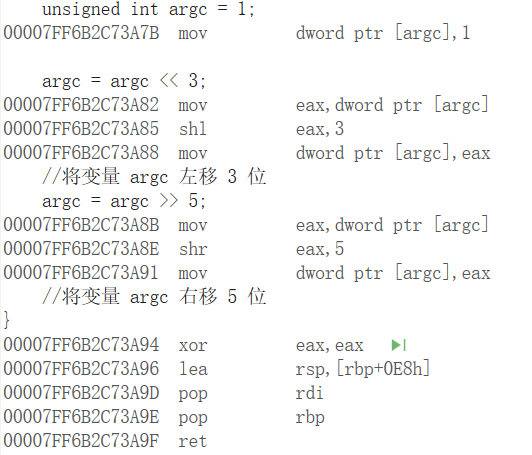 unsigned int argc = 1;
00007FF6B2C73A7B mov dword ptr [argc],1
argc = argc << 3;
00007FF6B2C73A82 mov eax,dword ptr [argc]
00007FF6B2C73A85 shl eax,3
00007FF6B2C73A88 mov dword ptr [argc],eax
//将变量 argc 左移 3 位
argc = argc >> 5;
00007FF6B2C73A8B mov eax,dword ptr [argc]
00007FF6B2C73A8E shr eax,5
00007FF6B2C73A91 mov dword ptr [argc],eax
//将变量 argc 右移 5 位
}
00007FF6B2C73A94 xor eax,eax
00007FF6B2C73A96 lea rsp,[rbp+0E8h]
00007FF6B2C73A9D pop rdi
00007FF6B2C73A9E pop rbp
00007FF6B2C73A9F ret